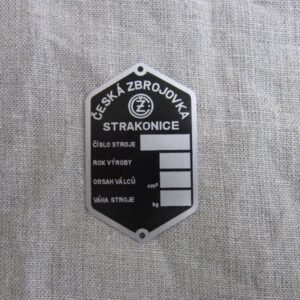 ČESKÁ ZBROJOVKA
ČZ
STRAKONICE
ČÍSLO STROJE
ROK VÝROBY
OBSAH VÁLCŮ cm³
VÁHA STROJE kg